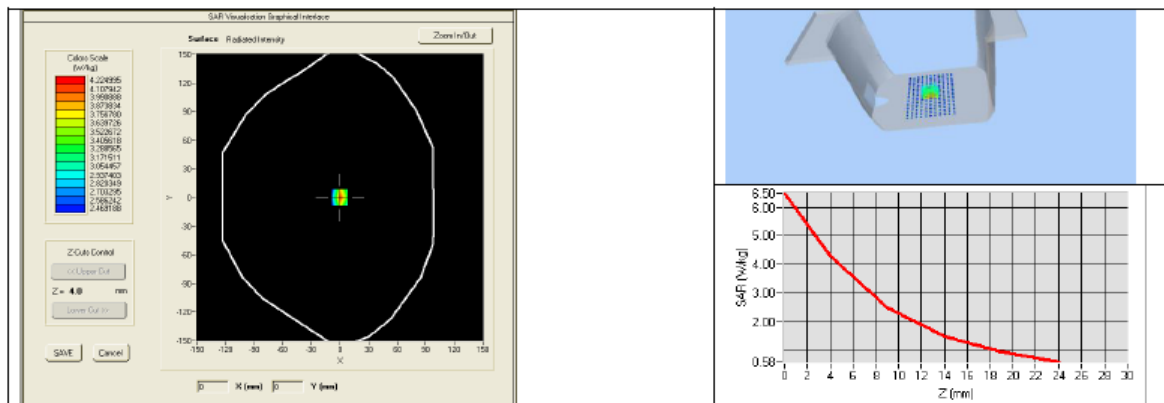 SAR Visualisation Graphical Interface
Surface Radiated Intensity
Zoom In/Out
Colors Scale
(W/kg)
4.224995
4.107942
3.990888
3.873834
3.756780
3.639726
3.522672
3.405618
3.288565
3.171511
3.054457
2.937403
2.820349
2.703295
2.586242
2.469188
150
90
60
30
0
-30
-60
-90
-120
-150
Y
-150 -120 -90 -60 -30 0 30 60 90 120 150
X
Z-Cuts Control
<< Upper Cut
Z = 4.0 mm
Lower Cut >>
SAVE Cancel
0 X (mm) 0 Y (mm)
6.50
6.00
5.00
4.00
3.00
2.00
0.58
SAR (W/kg)
0 2 4 6 8 10 12 14 16 18 20 22 24 26 28 30
Z (mm)